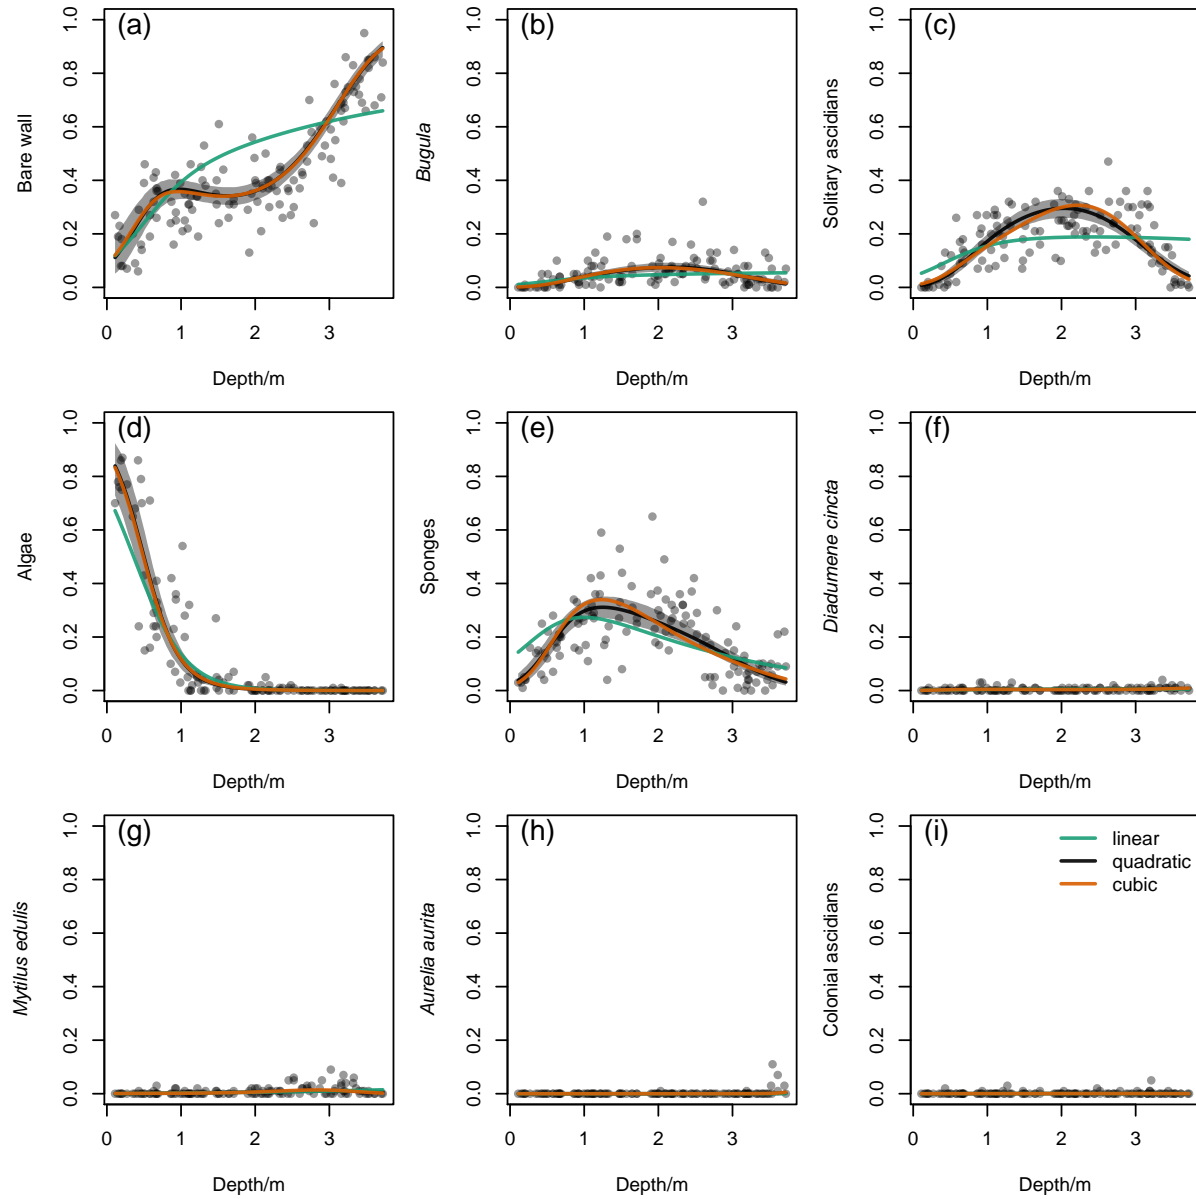 (a)
Bare wall
0.0 0.2 0.4 0.6 0.8 1.0
0 1 2 3
Depth/m
(b)
Bugula
0.0 0.2 0.4 0.6 0.8 1.0
0 1 2 3
Depth/m
(c)
Solitary ascidians
0.0 0.2 0.4 0.6 0.8 1.0
0 1 2 3
Depth/m
(d)
Algae
0.0 0.2 0.4 0.6 0.8 1.0
0 1 2 3
Depth/m
(e)
Sponges
0.0 0.2 0.4 0.6 0.8 1.0
0 1 2 3
Depth/m
(f)
Diadumene cincta
0.0 0.2 0.4 0.6 0.8 1.0
0 1 2 3
Depth/m
(g)
Mytilus edulis
0.0 0.2 0.4 0.6 0.8 1.0
0 1 2 3
Depth/m
(h)
Aurelia aurita
0.0 0.2 0.4 0.6 0.8 1.0
0 1 2 3
Depth/m
(i)
Colonial ascidians
0.0 0.2 0.4 0.6 0.8 1.0
linear
quadratic
cubic
0 1 2 3
Depth/m